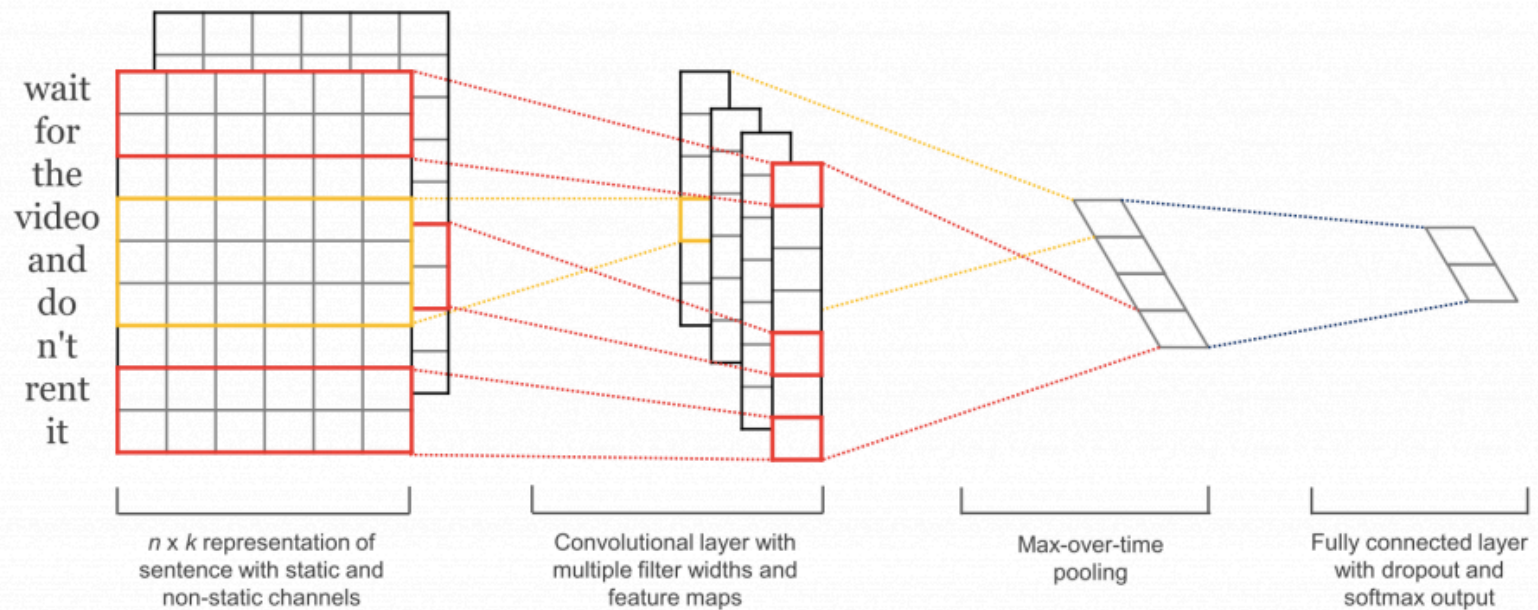 wait
for
the
video
and
do
n't
rent
it
n x k representation of
sentence with static and
non-static channels
Convolutional layer with
multiple filter widths and
feature maps
Max-over-time
pooling
Fully connected layer
with dropout and
softmax output